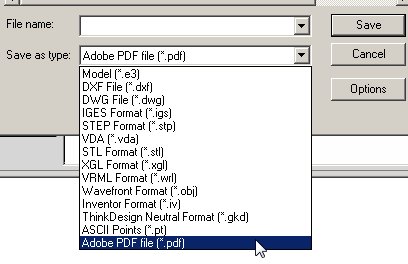 File name:
Save
Save as type:
Adobe PDF file (*.pdf)
Cancel
Model (*.e3)
DXF File (*.dxf)
Options
DWG File (*.dwg)
IGES Format (*.igs)
STEP Format (*.stp)
VDA (*.vda)
STL Format (*.stl)
XGL Format (*.xgl)
VRML Format (*.wrl)
Wavefront Format (*.obj)
Inventor Format (*.iv)
ThinkDesign Neutral Format (*.gkd)
ASCII Points (*.pt)
Adobe PDF file (*.pdf)